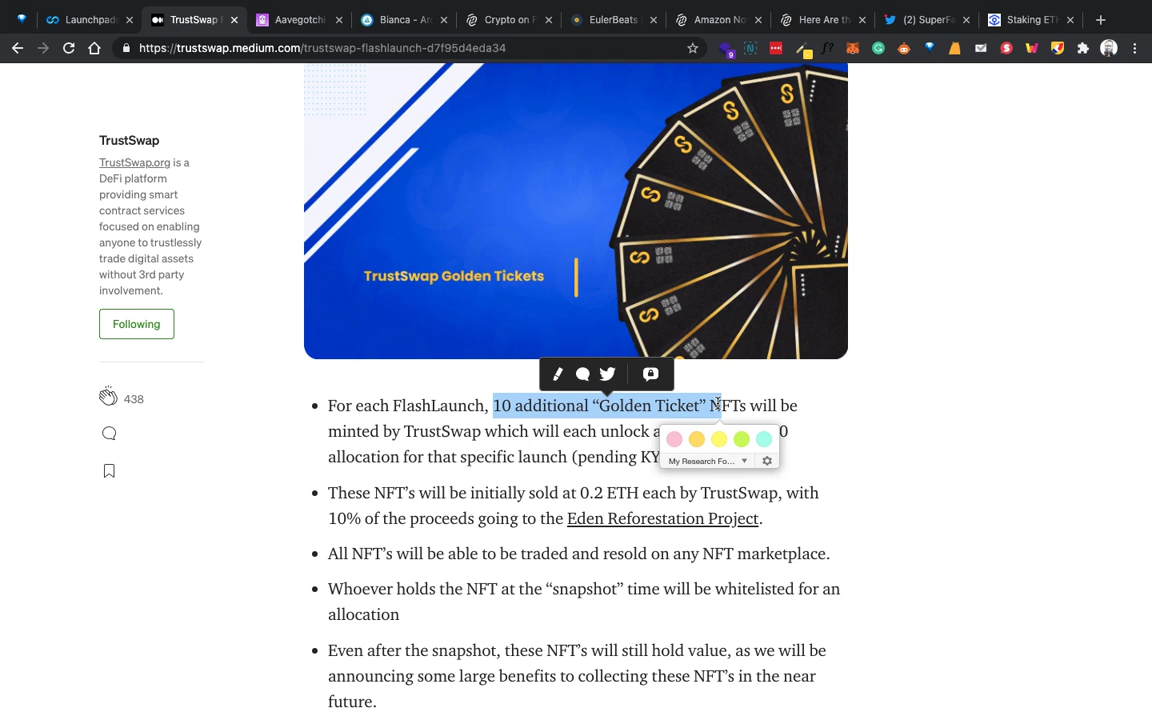 Launchpads
TrustSwap F
Aavegotchi
Bianca - Arc
Crypto on F
EulerBeats
Amazon No
Here Are th
(2) SuperFa
Staking ETH
https://trustswap.medium.com/trustswap-flashlaunch-d7f95d4eda34
9
TrustSwap
TrustSwap.org is a
DeFi platform
providing smart
contract services
focused on enabling
anyone to trustlessly
trade digital assets
without 3rd party
involvement.
Following
438
TrustSwap Golden Tickets
• For each FlashLaunch, 10 additional “Golden Ticket” NFTs will be
minted by TrustSwap which will each unlock a 0
allocation for that specific launch (pending KY
My Research Fo...
• These NFT’s will be initially sold at 0.2 ETH each by TrustSwap, with
10% of the proceeds going to the Eden Reforestation Project.
• All NFT’s will be able to be traded and resold on any NFT marketplace.
• Whoever holds the NFT at the “snapshot” time will be whitelisted for an
allocation
• Even after the snapshot, these NFT’s will still hold value, as we will be
announcing some large benefits to collecting these NFT’s in the near
future.